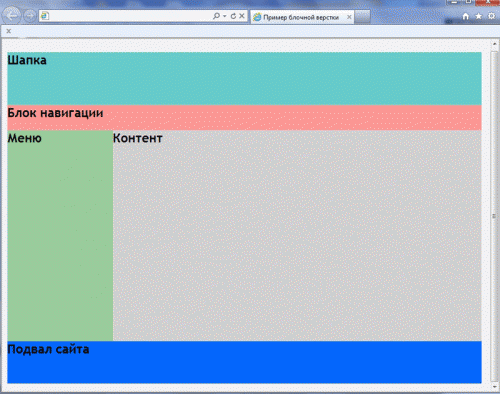 Пример блочной верстки
Шапка
Блок навигации
Меню
Контент
Подвал сайта